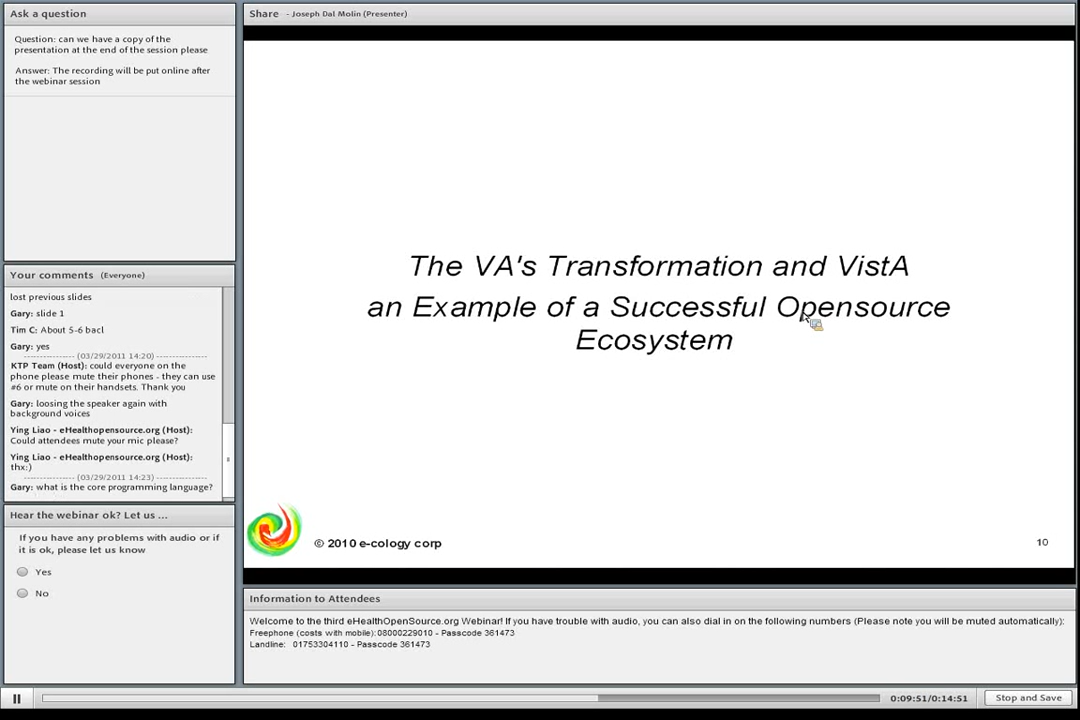 Ask a question
Question: can we have a copy of the
presentation at the end of the session please
Answer: The recording will be put online after
the webinar session
Your comments (Everyone)
lost previous slides
Gary: slide 1
Tim C: About 5-6 bacl
Gary: yes
---------------- (03/29/2011 14:20) ----------------
KTP Team (Host): could everyone on the
phone please mute their phones - they can use
#6 or mute on their handsets. Thank you
Gary: loosing the speaker again with
background voices
Ying Liao - eHealthopensource.org (Host):
Could attendees mute your mic please?
Ying Liao - eHealthopensource.org (Host):
thx:)
---------------- (03/29/2011 14:23) ----------------
Gary: what is the core programming language?
Hear the webinar ok? Let us ...
If you have any problems with audio or if
it is ok, please let us know
Yes
No
Share - Joseph Dal Molin (Presenter)
The VA's Transformation and VistA
an Example of a Successful Opensource
Ecosystem
© 2010 e-cology corp
10
Information to Attendees
Welcome to the third eHealthOpenSource.org Webinar! If you have trouble with audio, you can also dial in on the following numbers (Please note you will be muted automatically):
Freephone (costs with mobile): 08000229010 - Passcode 361473
Landline: 01753304110 - Passcode 361473
0:09:51/0:14:51
Stop and Save